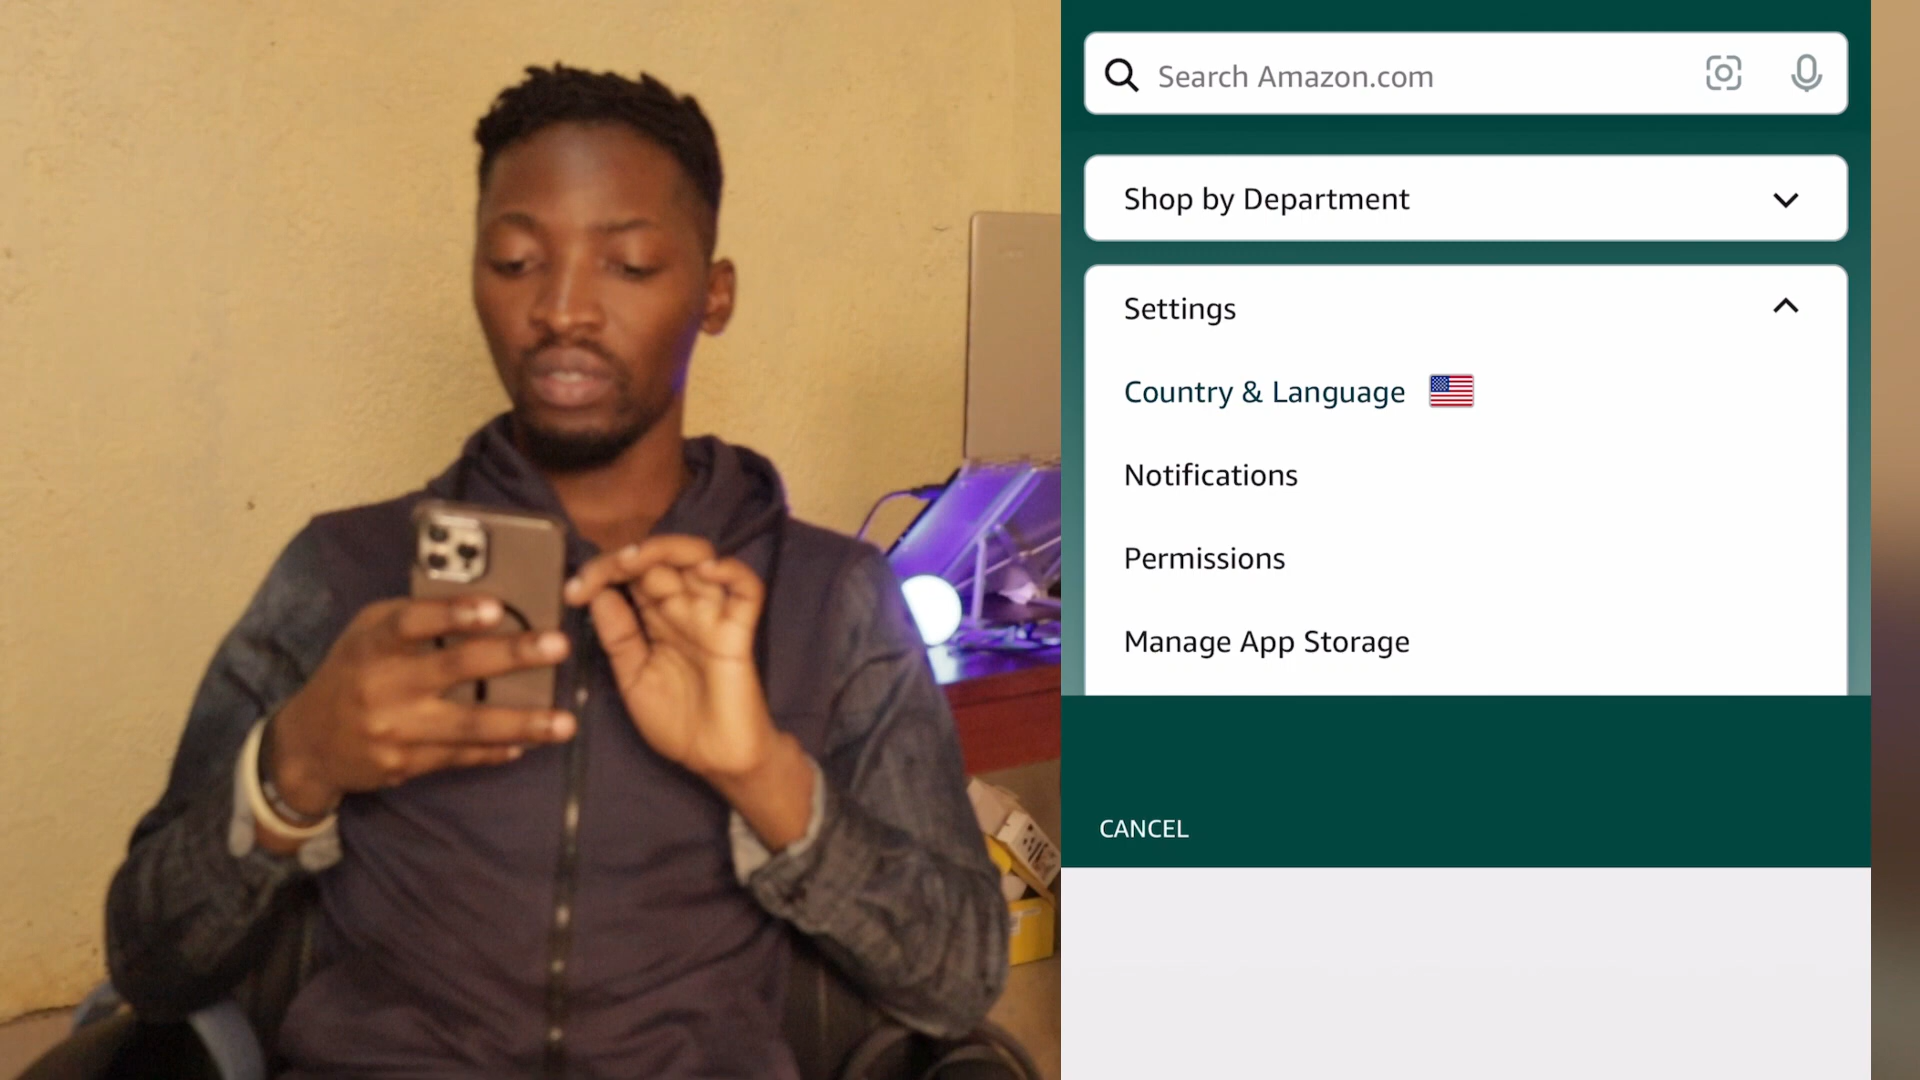 Search Amazon.com
Shop by Department
Settings
Country & Language
Notifications
Permissions
Manage App Storage
CANCEL